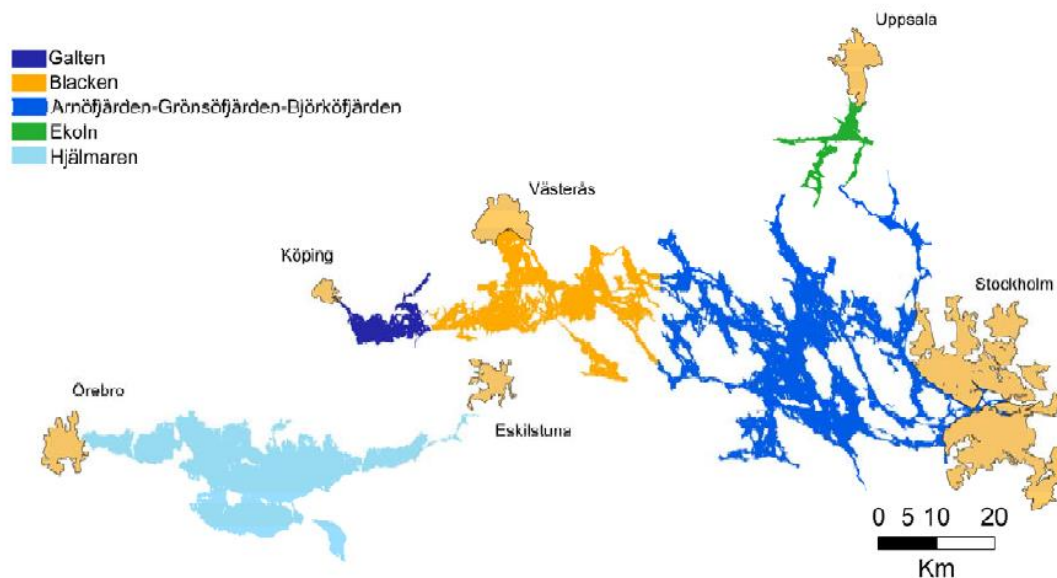 Uppsala
Galten
Blacken
Arnöfjärden-Grönsöfjärden-Björköfjärden
Ekoln
Hjälmaren
Västerås
Köping
Stockholm
Örebro
Eskilstuna
0 5 10 20
Km